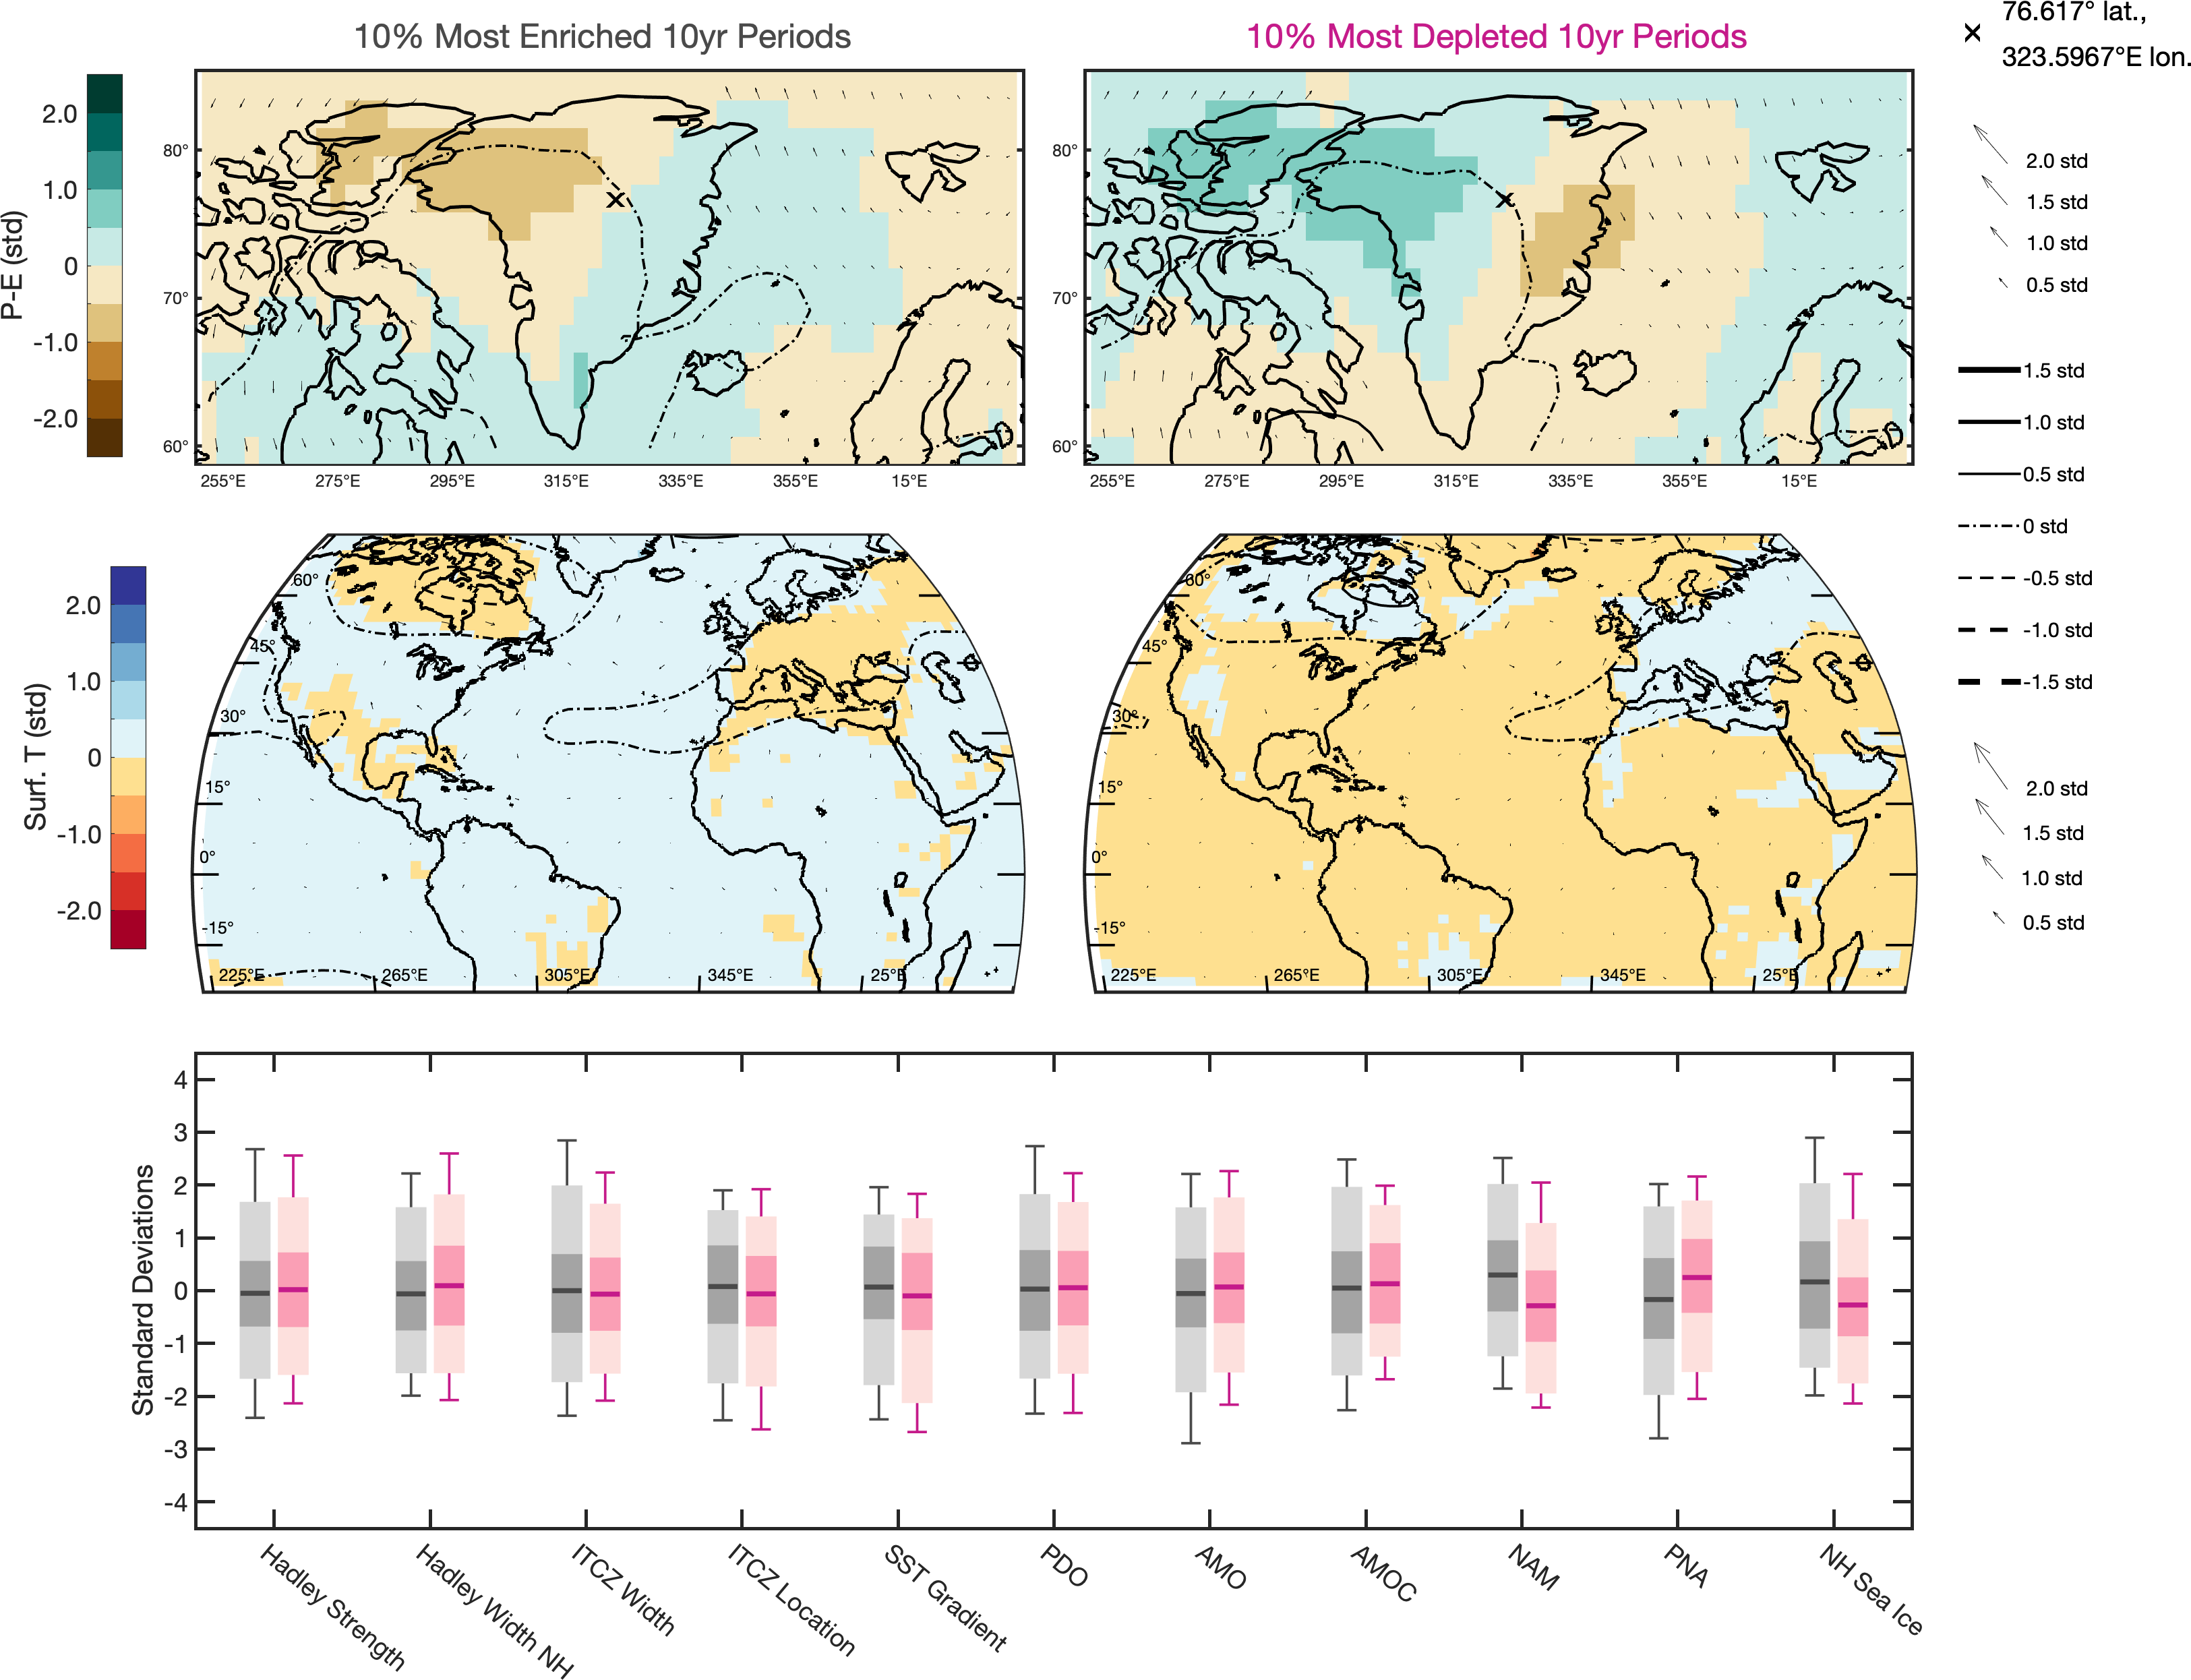 10% Most Enriched 10yr Periods
10% Most Depleted 10yr Periods
76.617° lat.,
323.5967°E lon.
P-E (std)
2.0
1.0
0
-1.0
-2.0
80°
70°
60°
255°E 275°E 295°E 315°E 335°E 355°E 15°E
80°
70°
60°
255°E 275°E 295°E 315°E 335°E 355°E 15°E
2.0 std
1.5 std
1.0 std
0.5 std
1.5 std
1.0 std
0.5 std
0 std
-0.5 std
-1.0 std
-1.5 std
Surf. T (std)
2.0
1.0
0
-1.0
-2.0
60°
45°
30°
15°
0°
-15°
225°E 265°E 305°E 345°E 25°E
60°
45°
30°
15°
0°
-15°
225°E 265°E 305°E 345°E 25°E
2.0 std
1.5 std
1.0 std
0.5 std
Standard Deviations
4
3
2
1
0
-1
-2
-3
-4
Hadley Strength
Hadley Width NH
ITCZ Width
ITCZ Location
SST Gradient
PDO
AMO
AMOC
NAM
PNA
NH Sea Ice